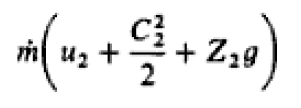 ṁ(u₂ + C₂²/2 + Z₂g)